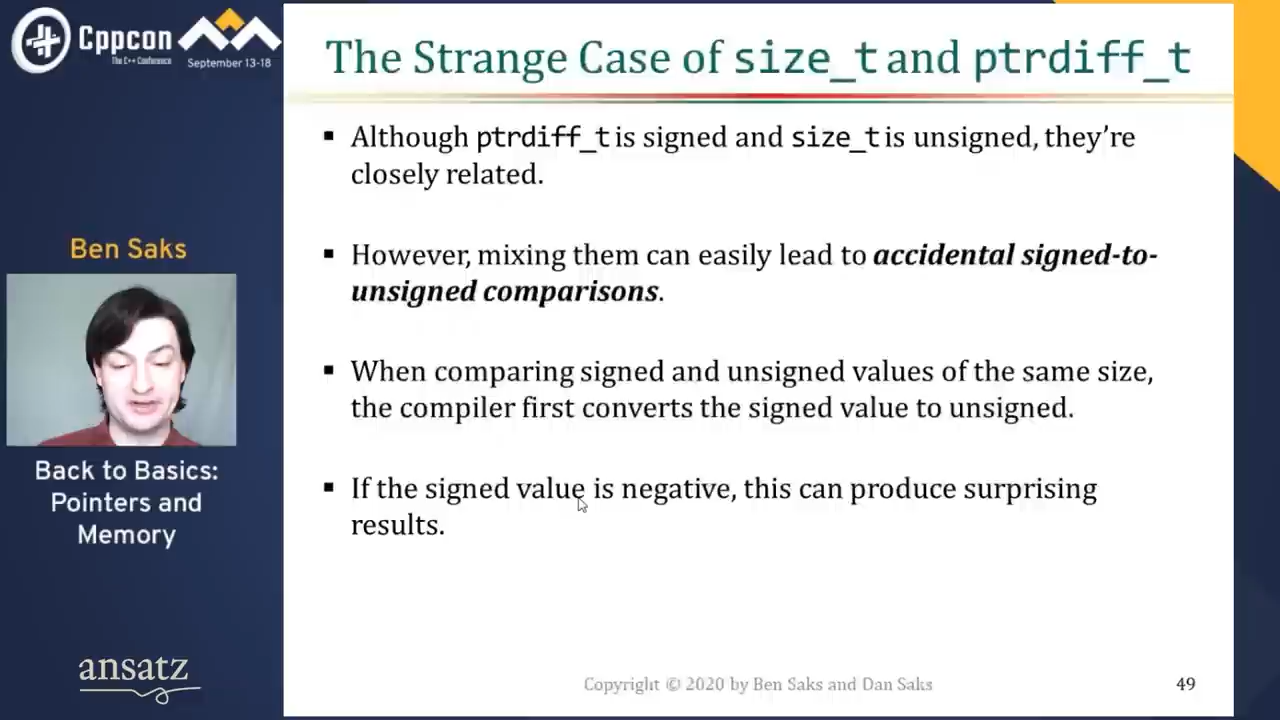 Cppcon
The C++ Conference
September 13-18
Ben Saks
Back to Basics:
Pointers and
Memory
ansatz
The Strange Case of size_t and ptrdiff_t
▪ Although ptrdiff_t is signed and size_t is unsigned, they're
closely related.
▪ However, mixing them can easily lead to accidental signed-to-
unsigned comparisons.
▪ When comparing signed and unsigned values of the same size,
the compiler first converts the signed value to unsigned.
▪ If the signed value is negative, this can produce surprising
results.
Copyright © 2020 by Ben Saks and Dan Saks
49